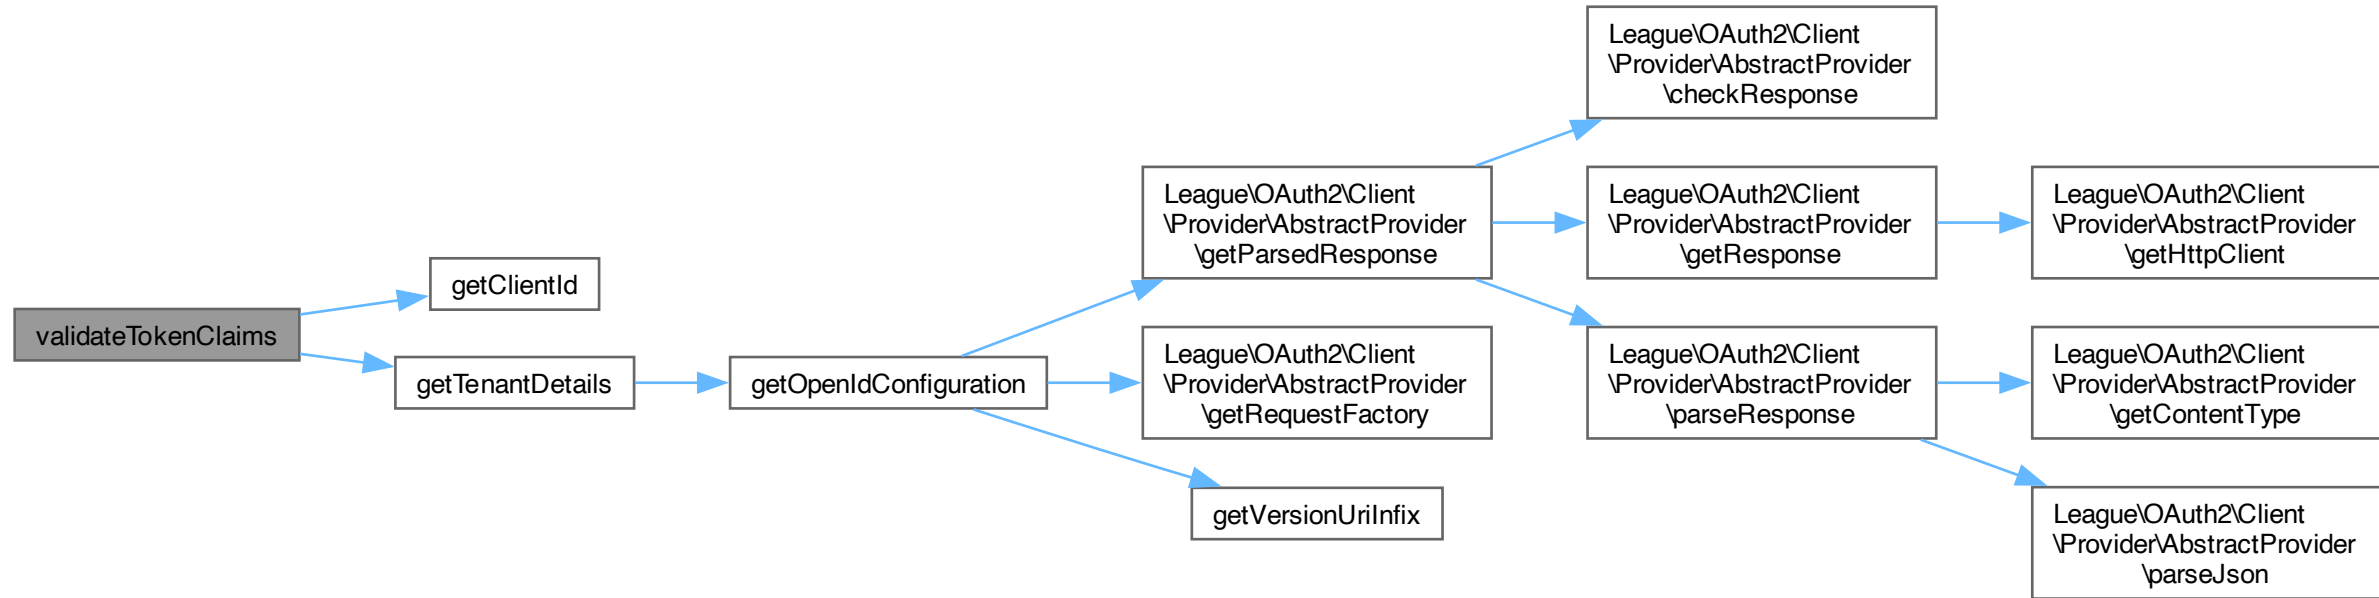 validateTokenClaims
getClientId
getTenantDetails
getOpenIdConfiguration
League\OAuth2\Client
\Provider\AbstractProvider
\getParsedResponse
League\OAuth2\Client
\Provider\AbstractProvider
\getRequestFactory
getVersionUriInfix
League\OAuth2\Client
\Provider\AbstractProvider
\checkResponse
League\OAuth2\Client
\Provider\AbstractProvider
\getResponse
League\OAuth2\Client
\Provider\AbstractProvider
\parseResponse
League\OAuth2\Client
\Provider\AbstractProvider
\getHttpClient
League\OAuth2\Client
\Provider\AbstractProvider
\getContentType
League\OAuth2\Client
\Provider\AbstractProvider
\parseJson